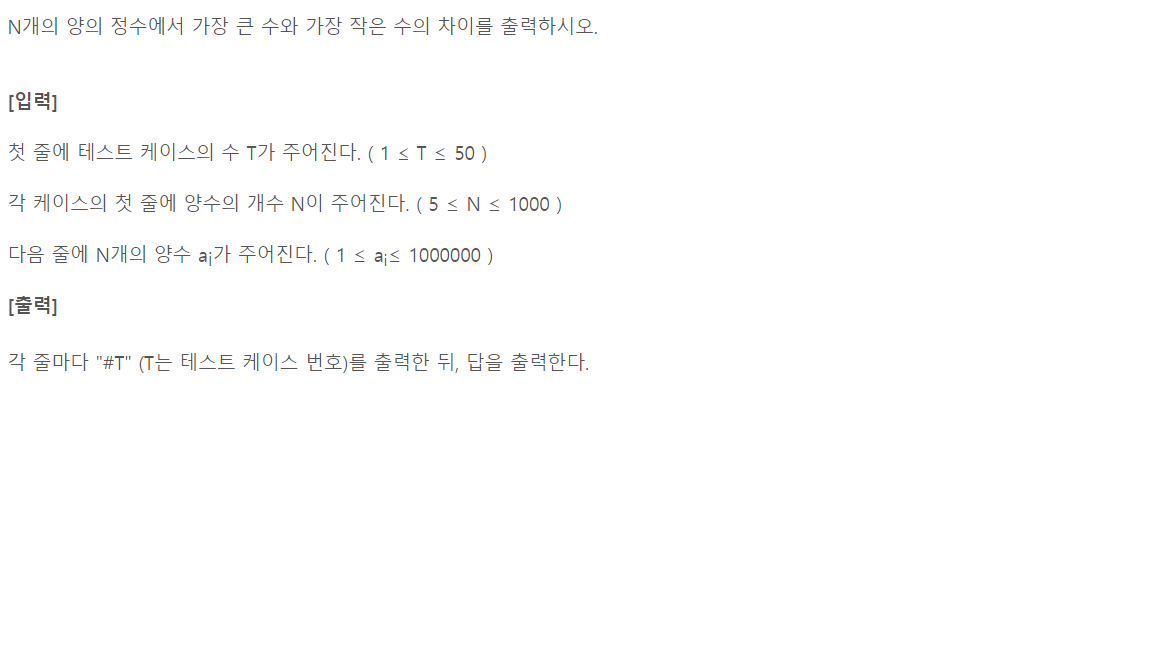 N개의 양의 정수에서 가장 큰 수와 가장 작은 수의 차이를 출력하시오.
[입력]
첫 줄에 테스트 케이스의 수 T가 주어진다. ( 1 ≤ T ≤ 50 )
각 케이스의 첫 줄에 양수의 개수 N이 주어진다. ( 5 ≤ N ≤ 1000 )
다음 줄에 N개의 양수 ai가 주어진다. ( 1 ≤ ai≤ 1000000 )
[출력]
각 줄마다 "#T" (T는 테스트 케이스 번호)를 출력한 뒤, 답을 출력한다.